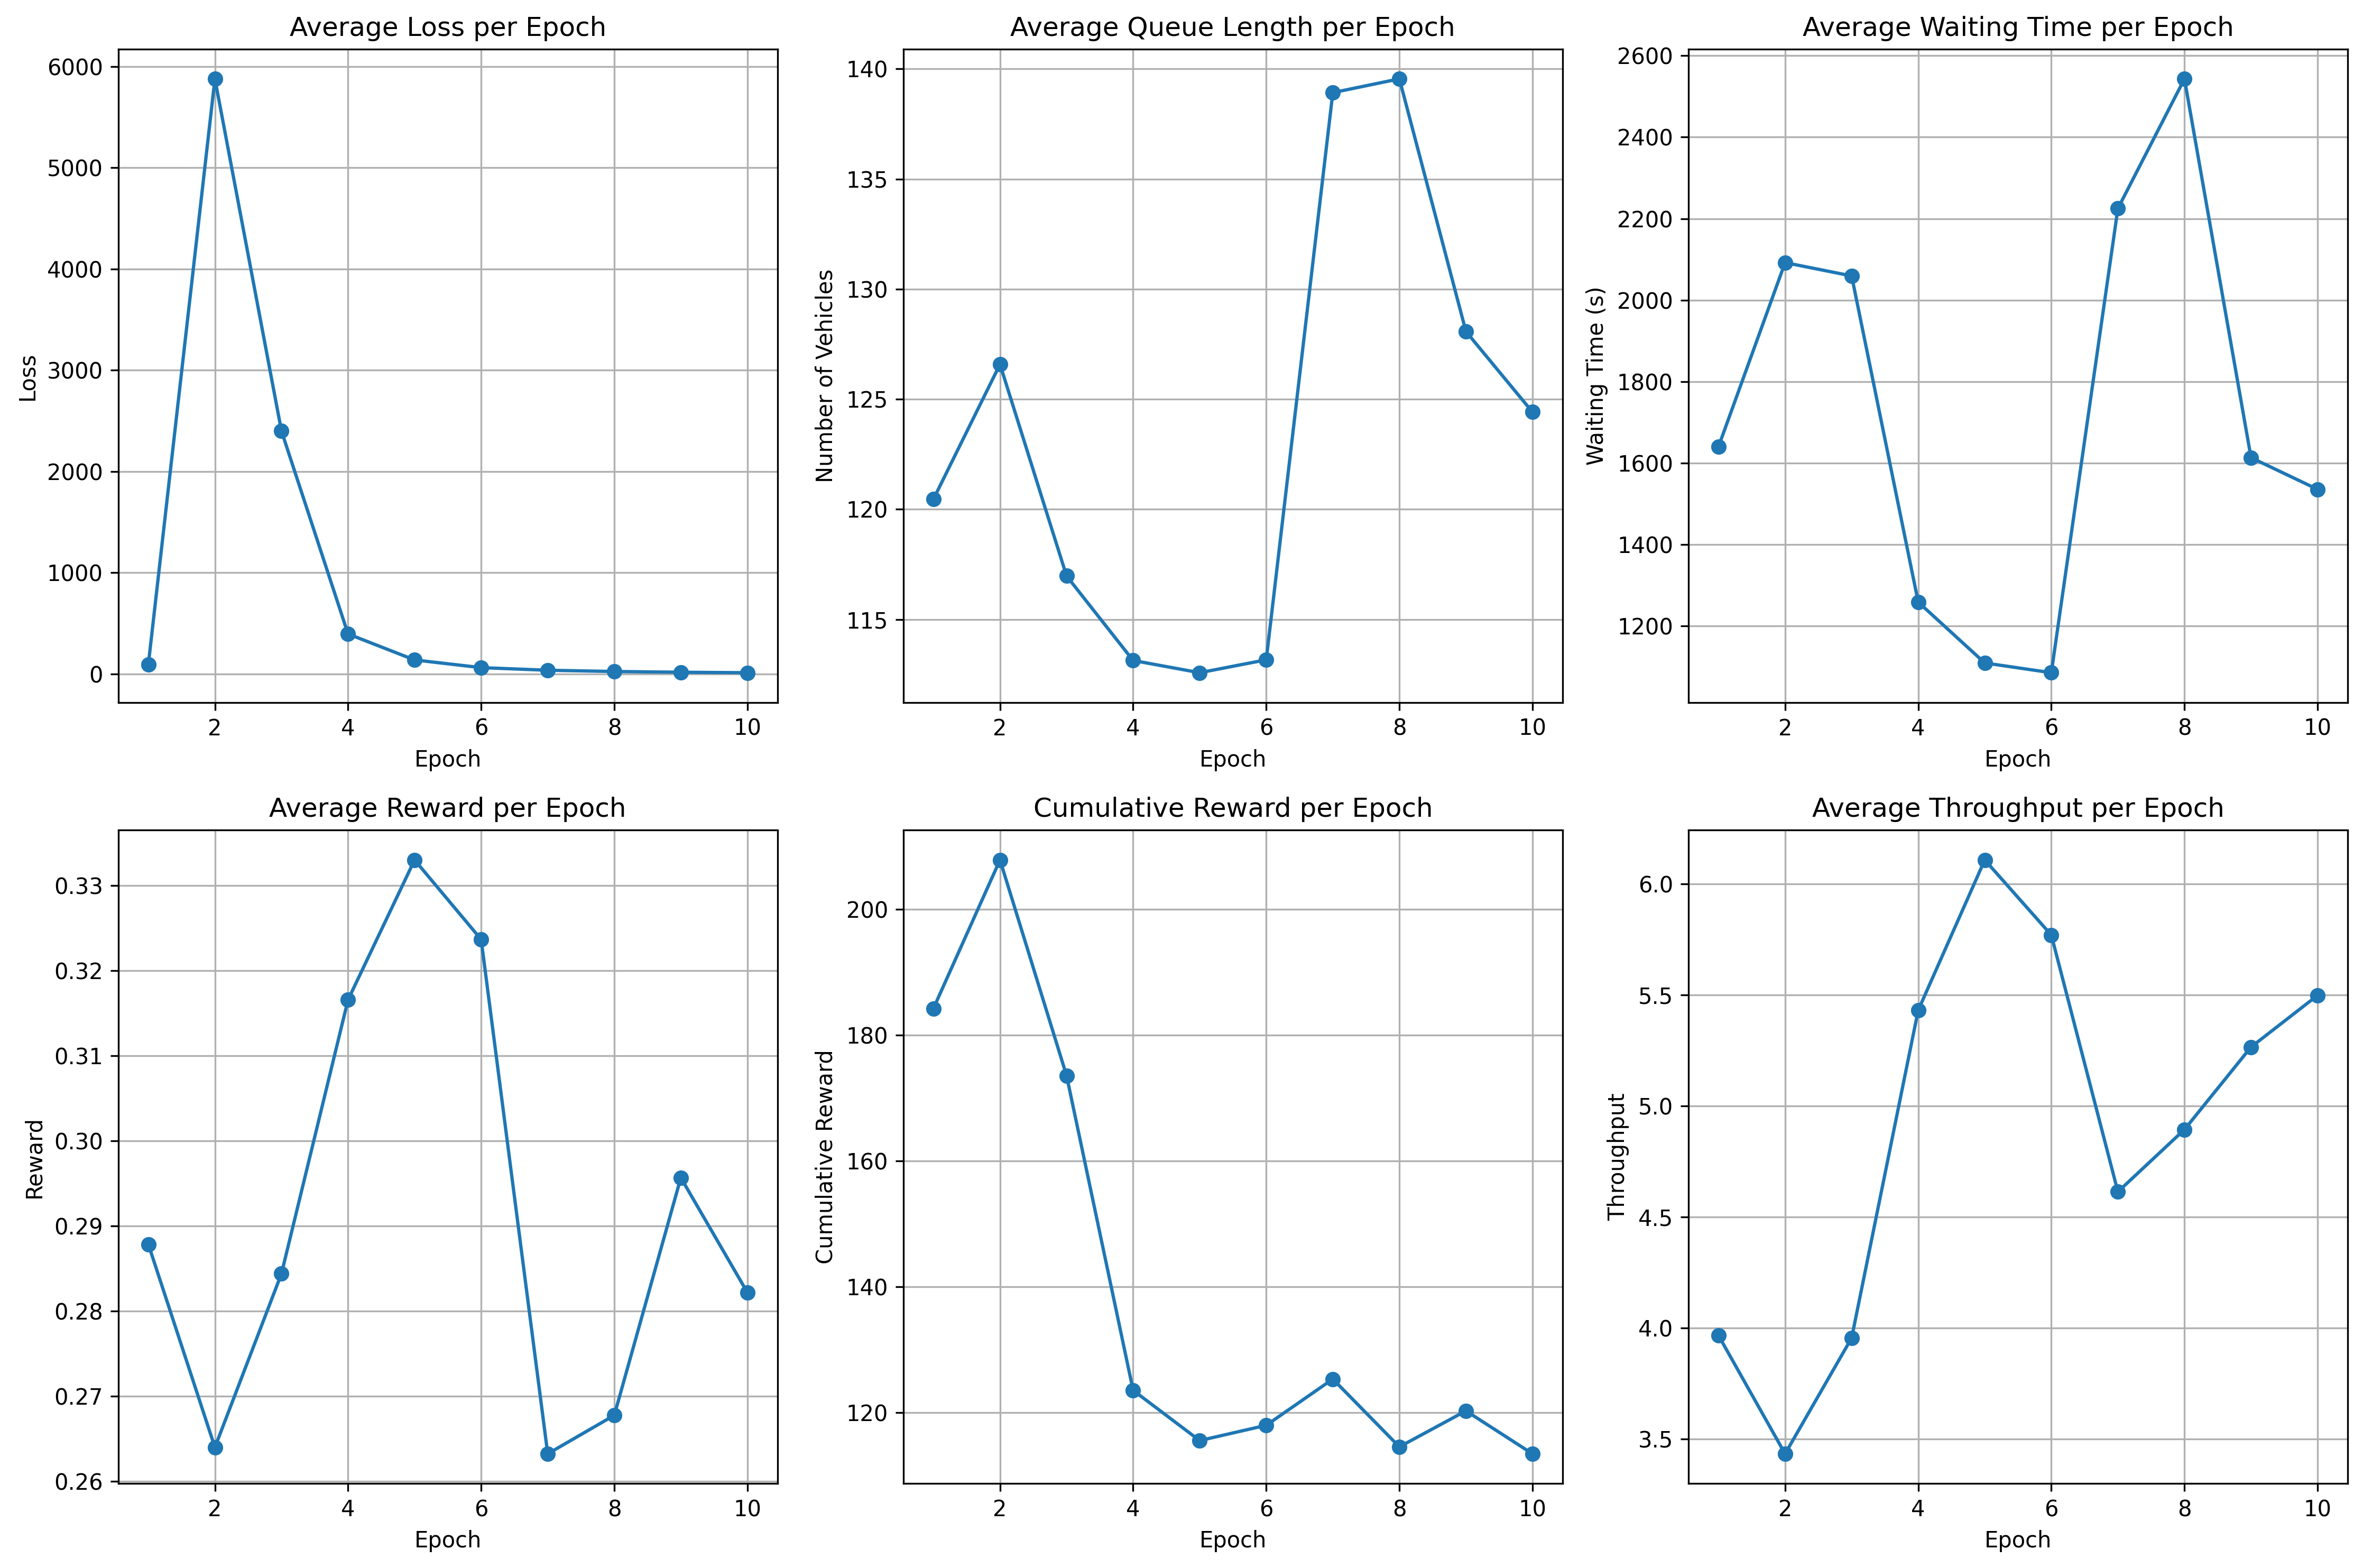 Average Loss per Epoch
Loss
6000
5000
4000
3000
2000
1000
0
2 4 6 8 10
Epoch
Average Queue Length per Epoch
Number of Vehicles
140
135
130
125
120
115
2 4 6 8 10
Epoch
Average Waiting Time per Epoch
Waiting Time (s)
2600
2400
2200
2000
1800
1600
1400
1200
2 4 6 8 10
Epoch
Average Reward per Epoch
Reward
0.33
0.32
0.31
0.30
0.29
0.28
0.27
0.26
2 4 6 8 10
Epoch
Cumulative Reward per Epoch
Cumulative Reward
200
180
160
140
120
2 4 6 8 10
Epoch
Average Throughput per Epoch
Throughput
6.0
5.5
5.0
4.5
4.0
3.5
2 4 6 8 10
Epoch